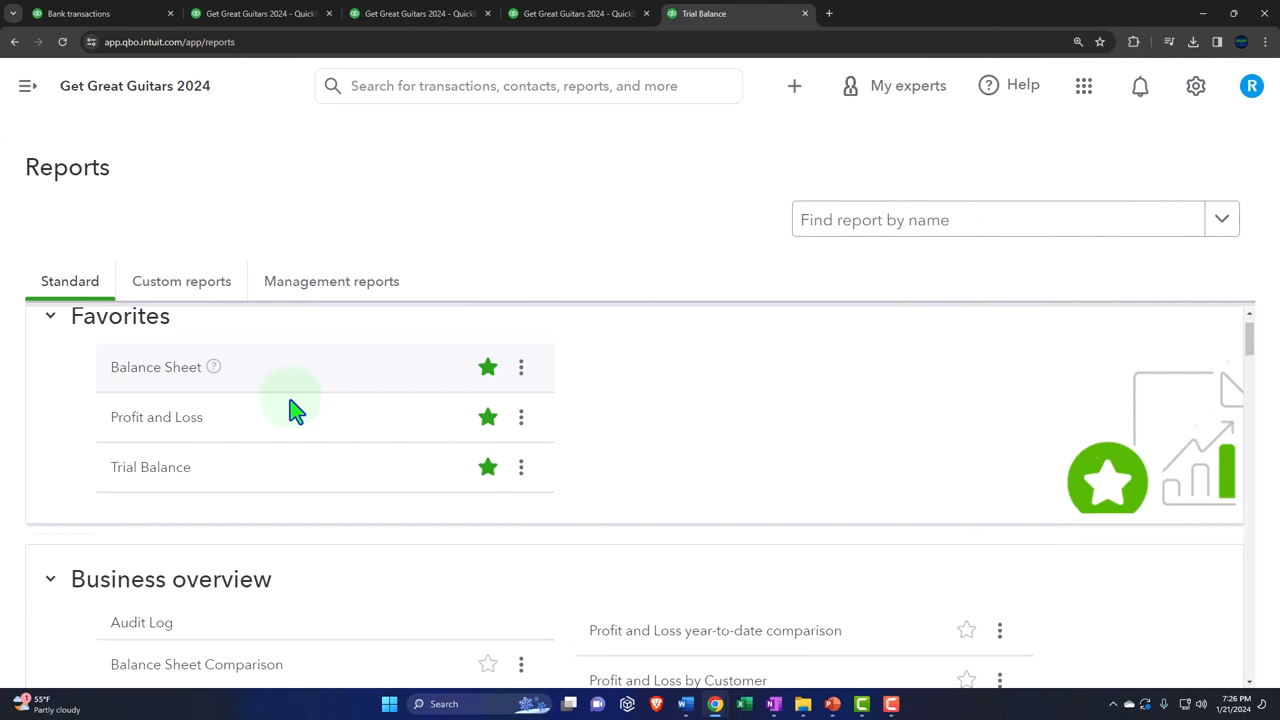 Bank transactions
Get Great Guitars 2024 - Quick
Get Great Guitars 2024 - Quick
Get Great Guitars 2024 - Quick
Trial Balance
app.qbo.intuit.com/app/reports
Get Great Guitars 2024
Search for transactions, contacts, reports, and more
My experts
Help
R
Reports
Find report by name
Standard
Custom reports
Management reports
Favorites
Balance Sheet
Profit and Loss
Trial Balance
Business overview
Audit Log
Profit and Loss year-to-date comparison
Balance Sheet Comparison
Profit and Loss by Customer
1
55°F
Partly cloudy
Search
7:26 PM
1/21/2024